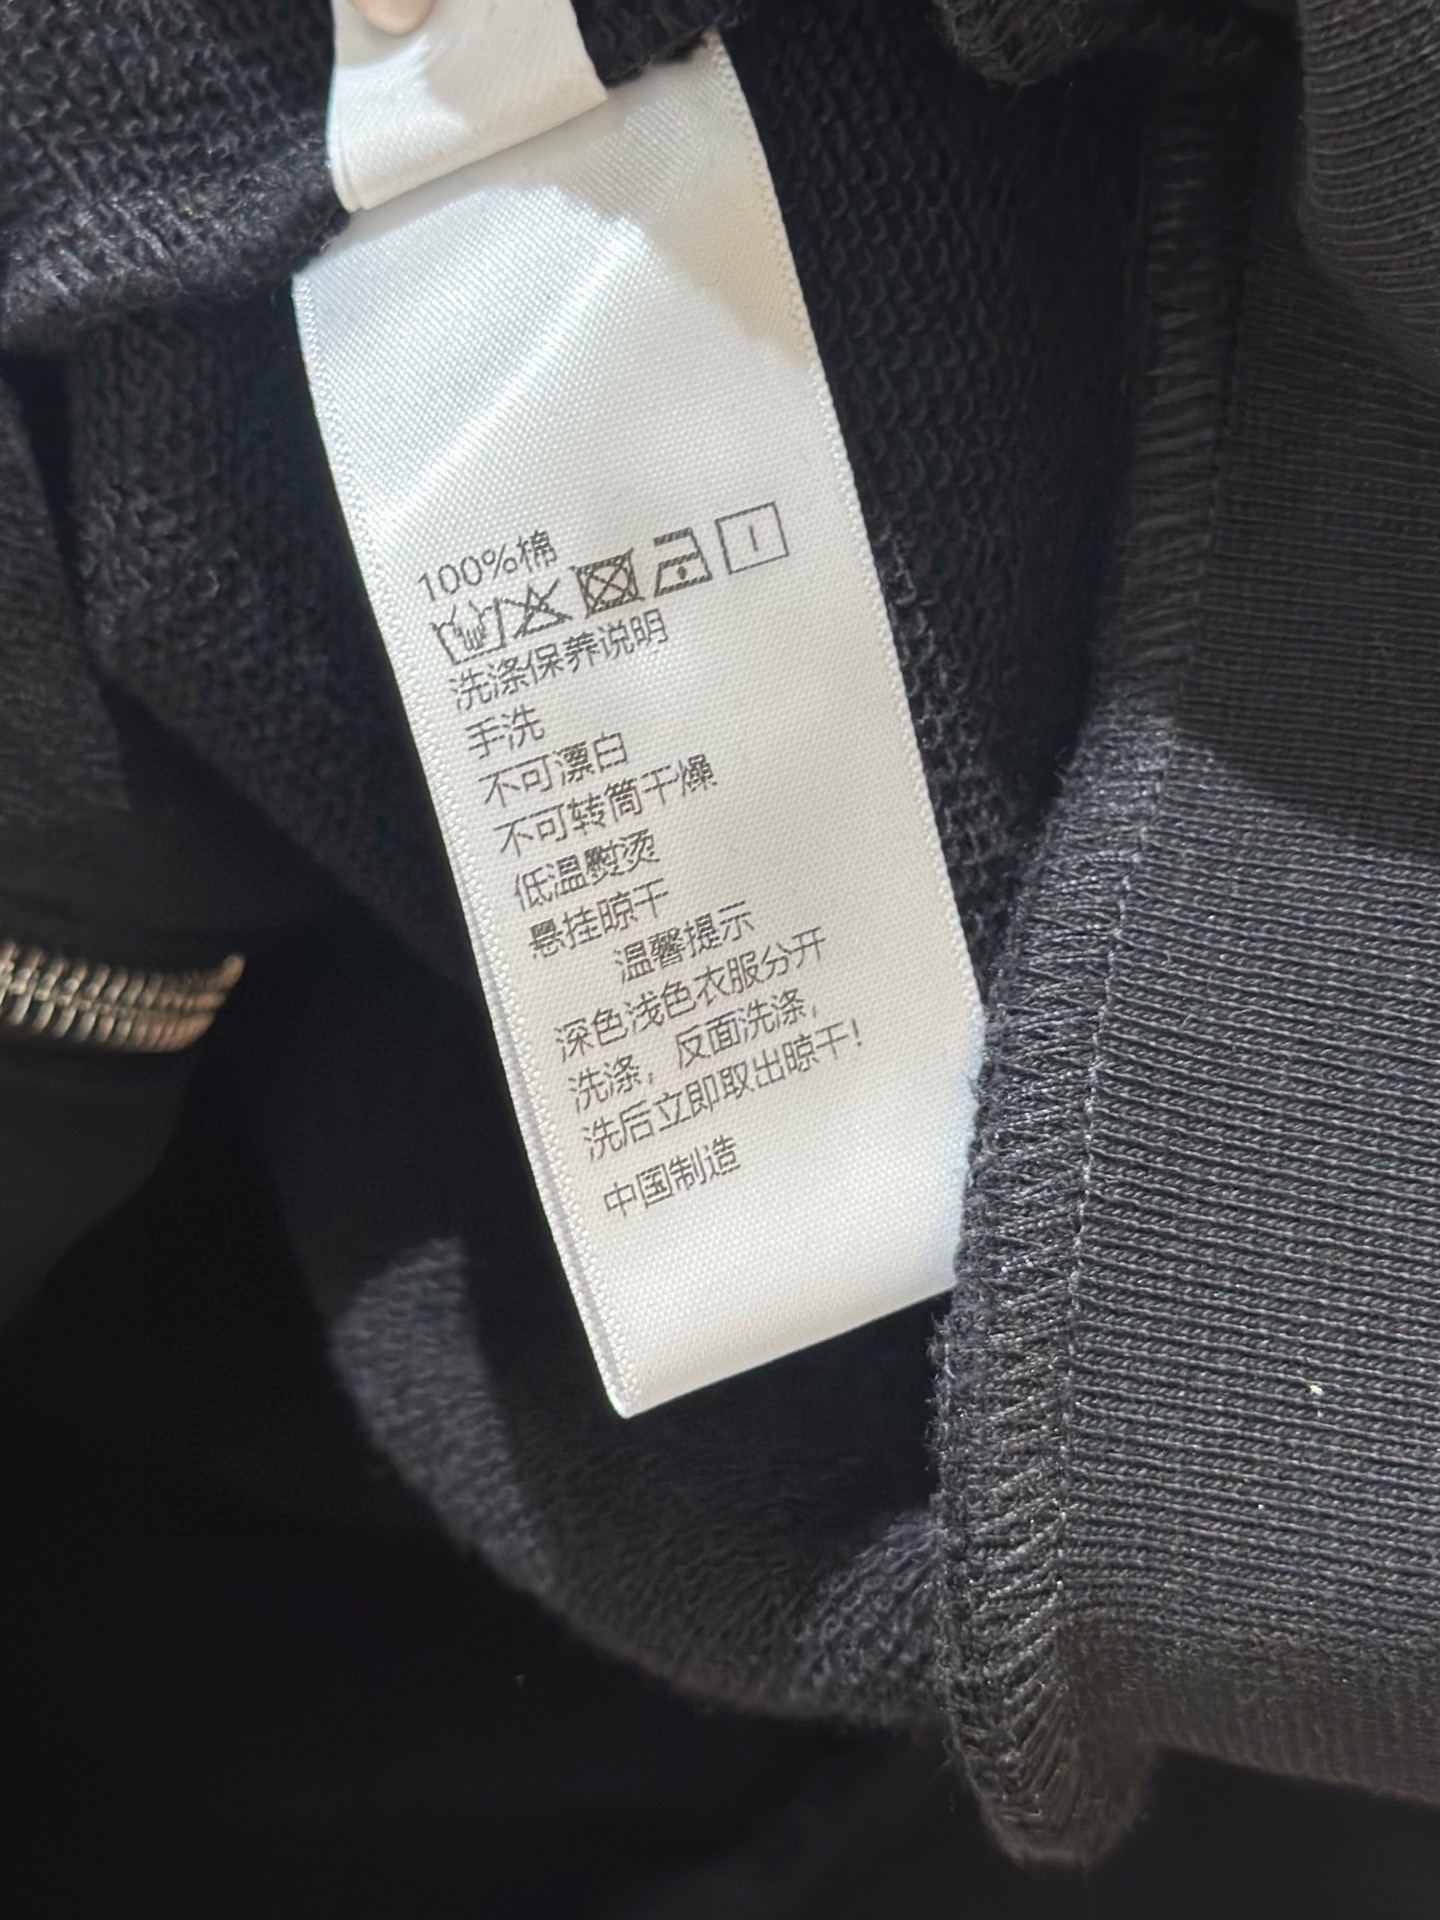 100%棉
洗涤保养说明
手洗
不可漂白
不可转筒干燥
低温熨烫
悬挂晾干
温馨提示
深色浅色衣服分开
洗涤，反面洗涤，
洗后立即取出晾干！
中国制造